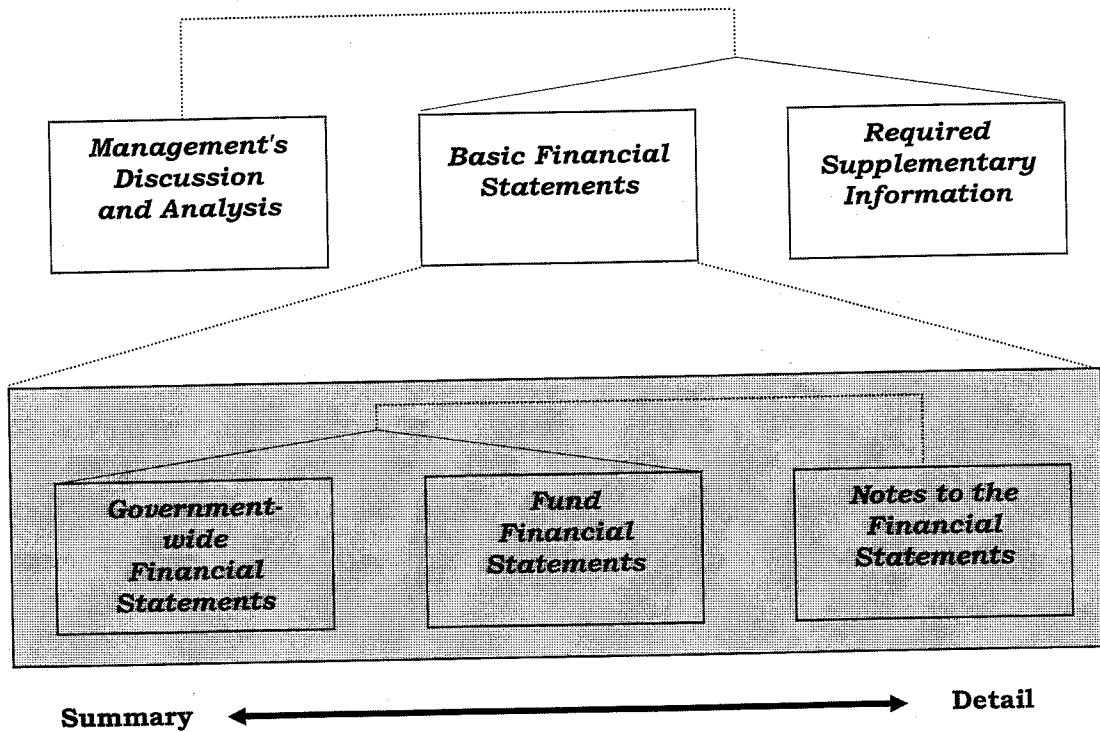 Management's
Discussion
and Analysis
Basic Financial
Statements
Required
Supplementary
Information
Government-
wide
Financial
Statements
Fund
Financial
Statements
Notes to the
Financial
Statements
Summary
Detail